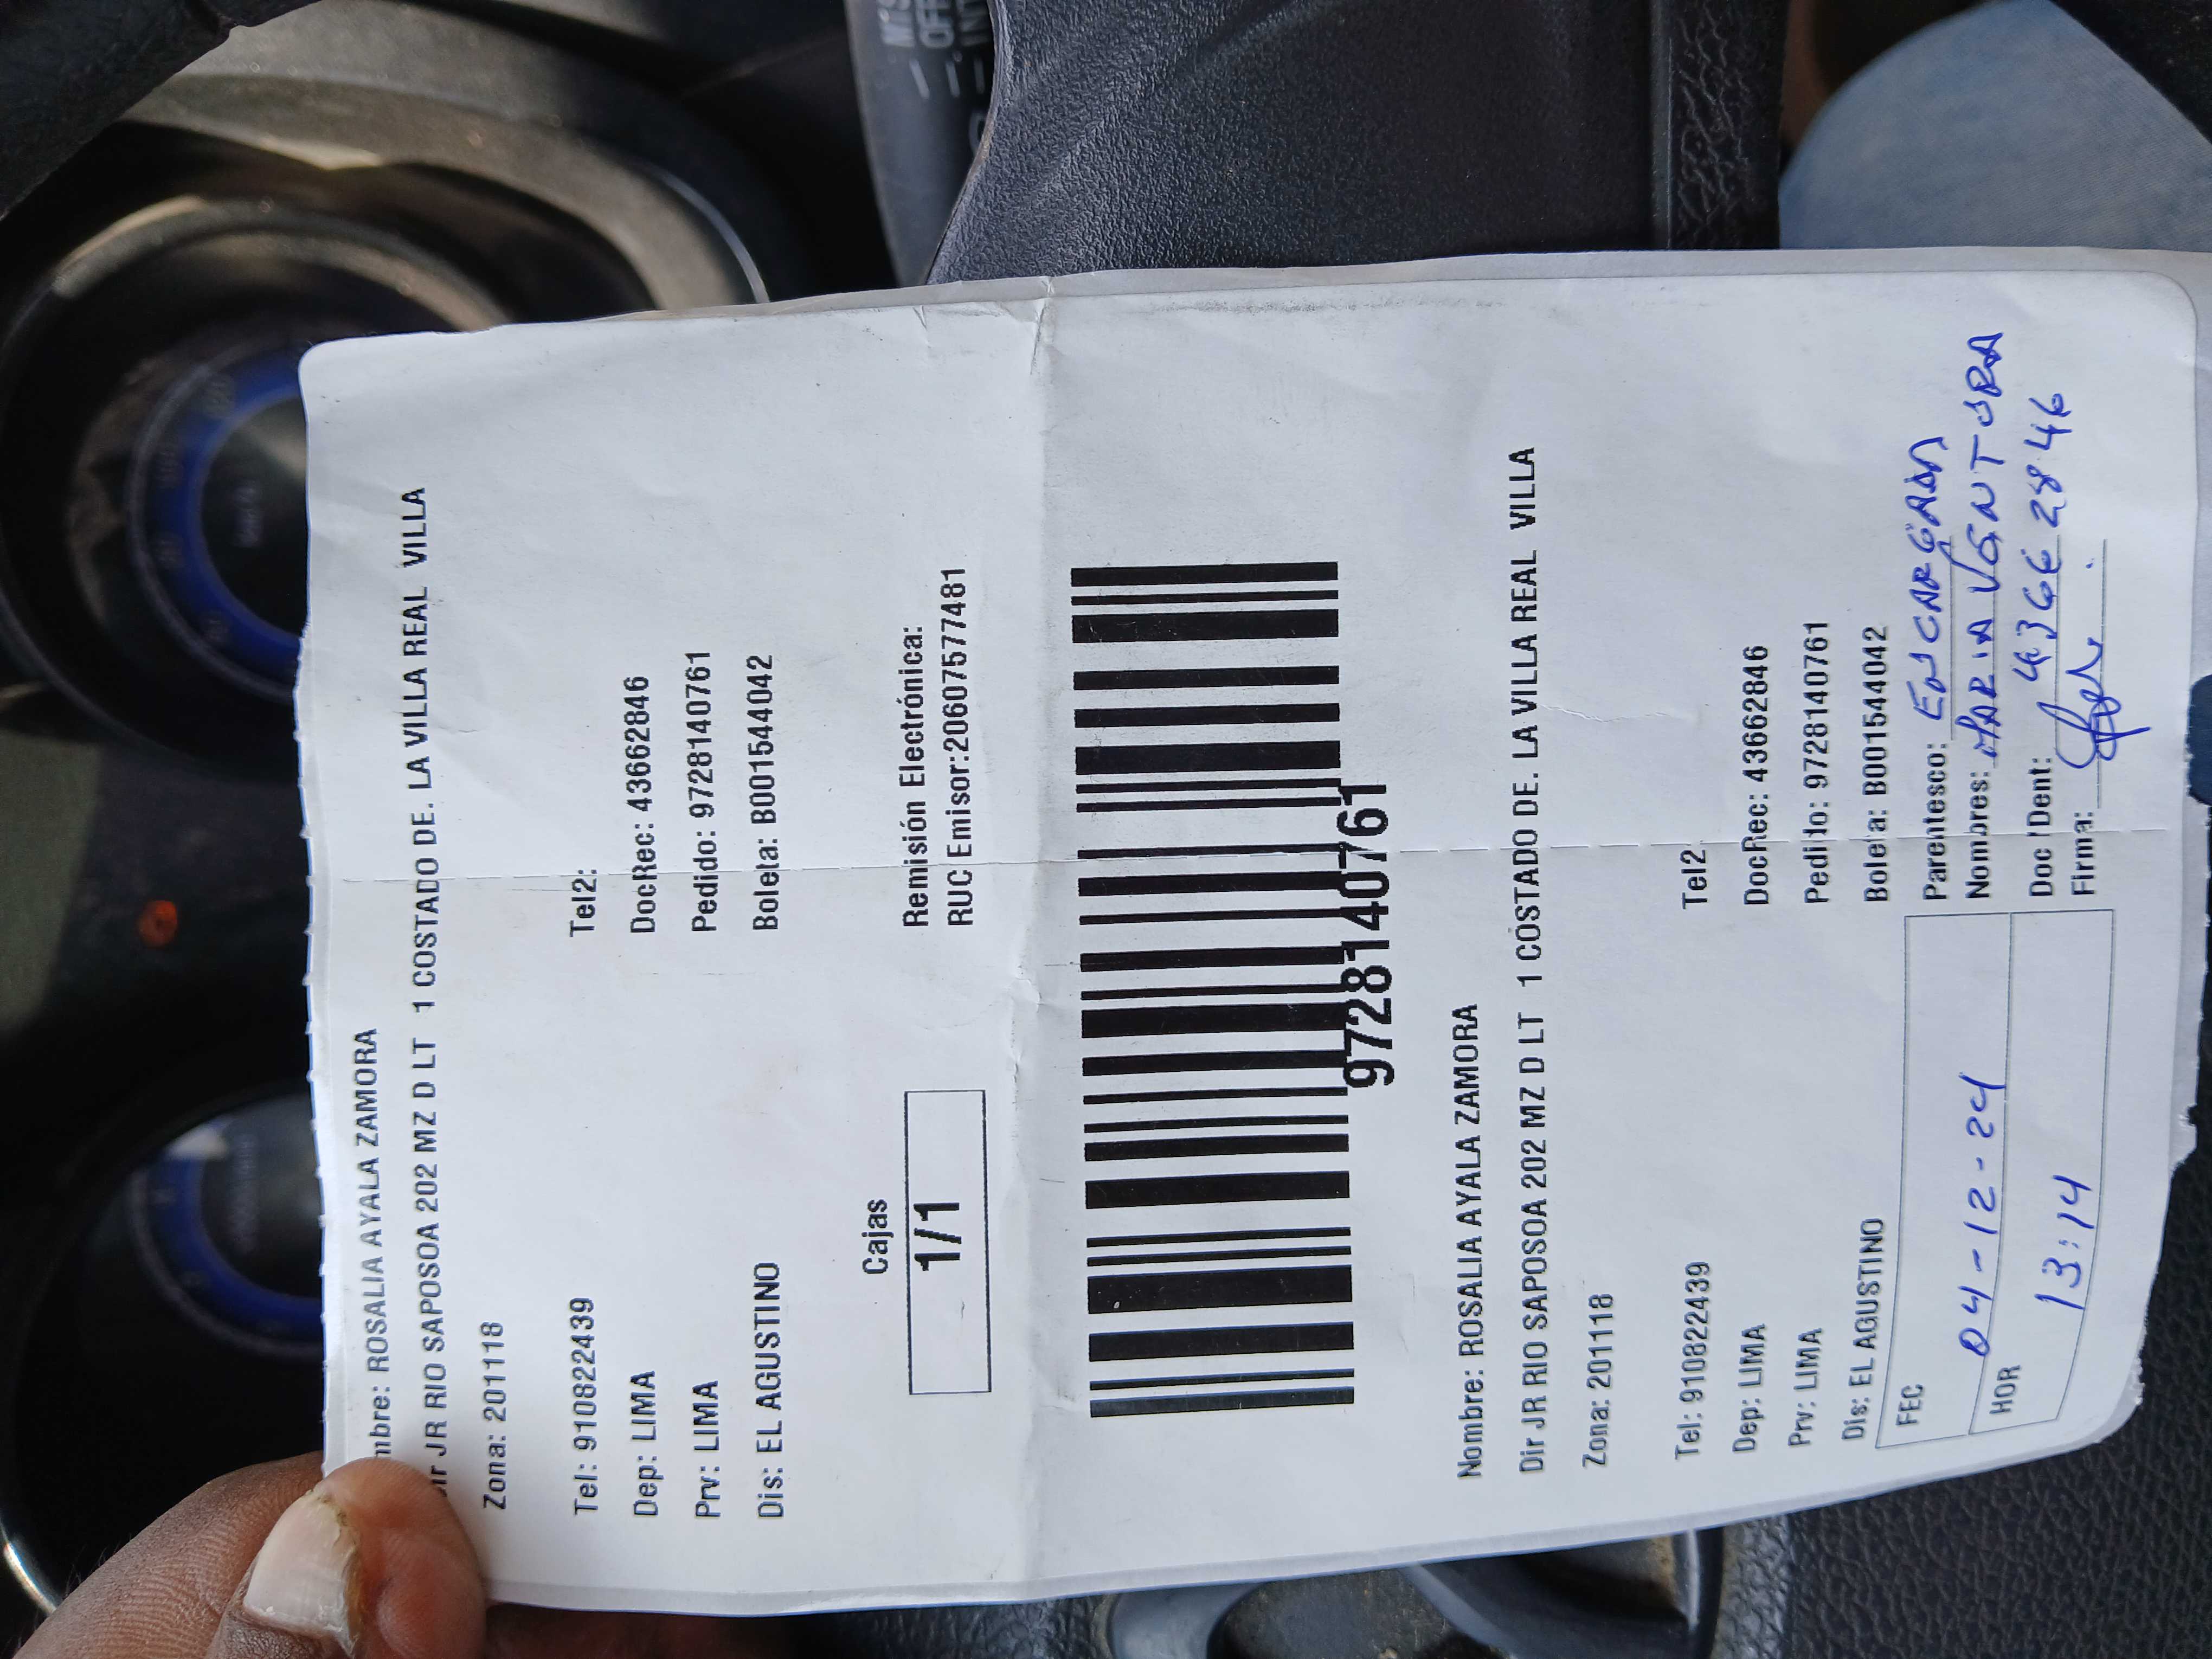 mbre: ROSALIA AYALA ZAMORA
Dir JR RIO SAPOSOA 202 MZ D LT 1 COSTADO DE. LA VILLA REAL VILLA
Zona: 201118
Tel: 910822439 Tel2:
Dep: LIMA DocRec: 43662846
Prv: LIMA Pedido: 9728140761
Dis: EL AGUSTINO Boleta: B001544042
Cajas
1/1
Remisión Electrónica:
RUC Emisor:20607577481
9728140761
Nombre: ROSALIA AYALA ZAMORA
Dir JR RIO SAPOSOA 202 MZ D LT 1 COSTADO DE. LA VILLA REAL VILLA
Zona: 201118
Tel: 910822439 Tel2
Dep: LIMA DocRec: 43662846
Prv: LIMA Pedido: 9728140761
Dis: EL AGUSTINO Boleta: B001544042
FEC 04-12-24
HOR 13:14
Parentesco:
Nombres: MARIA VENTURA
Doc IDent: 43662846
Firma:
OFF